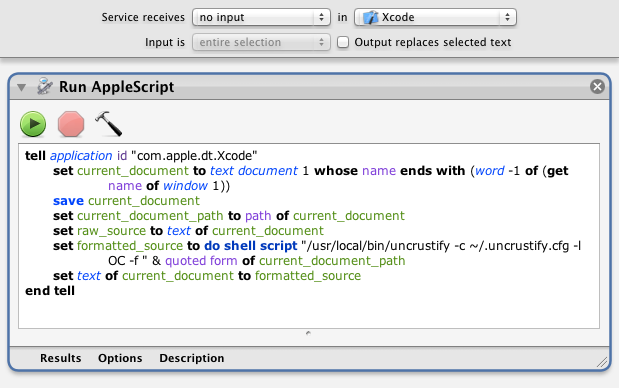 Service receives no input in Xcode
Input is entire selection Output replaces selected text
Run AppleScript
tell application id "com.apple.dt.Xcode"
set current_document to text document 1 whose name ends with (word -1 of (get
name of window 1))
save current_document
set current_document_path to path of current_document
set raw_source to text of current_document
set formatted_source to do shell script "/usr/local/bin/uncrustify -c ~/.uncrustify.cfg -l
OC -f " & quoted form of current_document_path
set text of current_document to formatted_source
end tell
Results Options Description